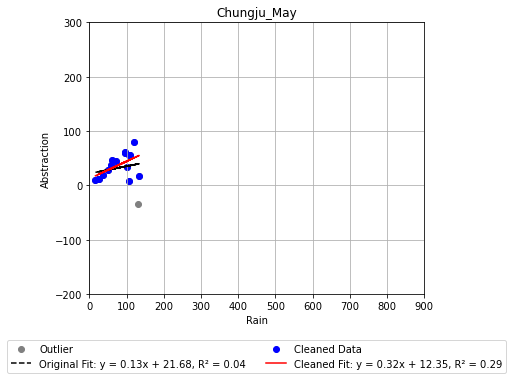 Chungju_May
300
200
100
0
−100
−200
Abstraction
0 100 200 300 400 500 600 700 800 900
Rain
Outlier Cleaned Data
Original Fit: y = 0.13x + 21.68, R² = 0.04 Cleaned Fit: y = 0.32x + 12.35, R² = 0.29